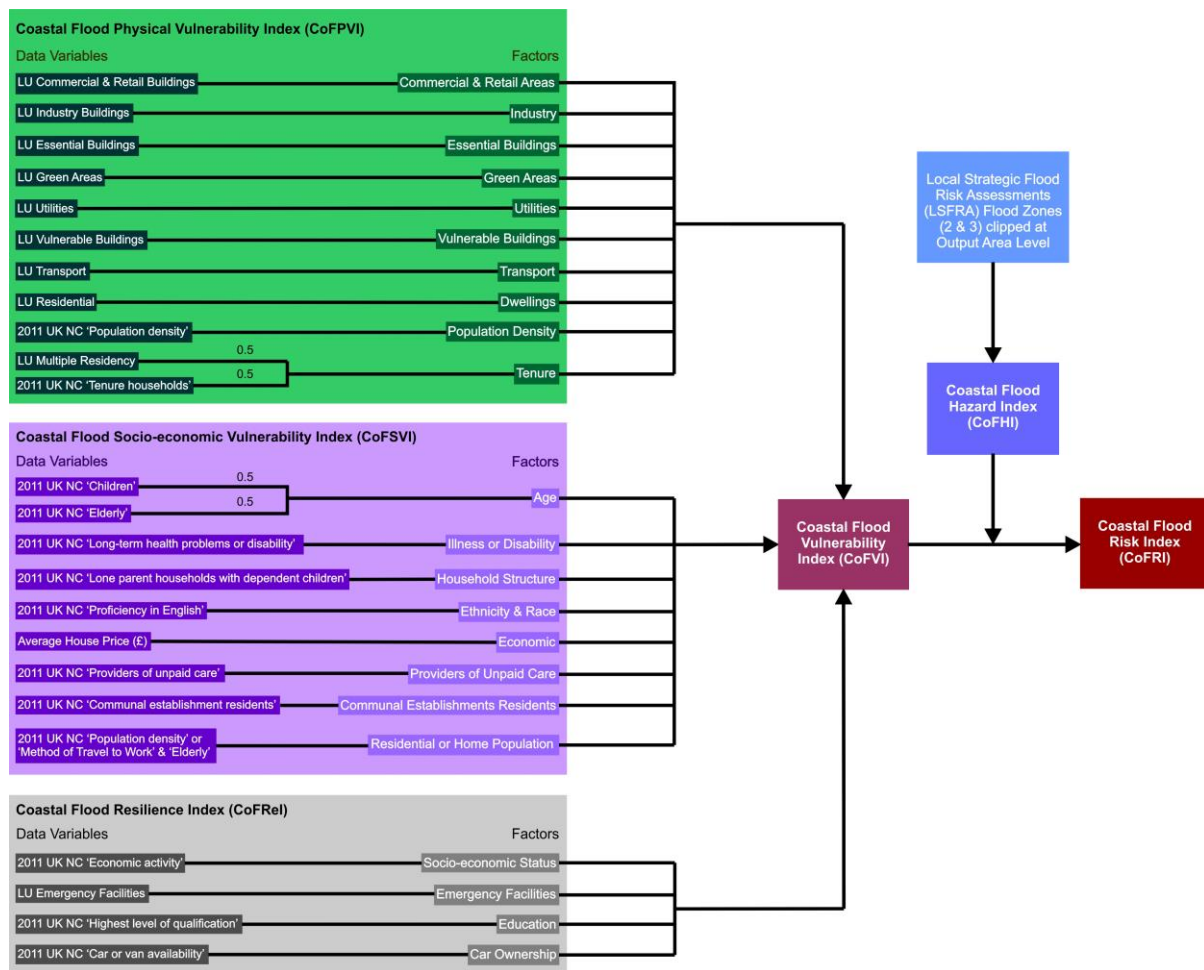 Coastal Flood Physical Vulnerability Index (CoFPVI)
Data Variables
Factors
LU Commercial & Retail Buildings
Commercial & Retail Areas
LU Industry Buildings
Industry
LU Essential Buildings
Essential Buildings
LU Green Areas
Green Areas
LU Utilities
Utilities
LU Vulnerable Buildings
Vulnerable Buildings
LU Transport
Transport
LU Residential
Dwellings
2011 UK NC ‘Population density’
Population Density
LU Multiple Residency
0.5
2011 UK NC ‘Tenure households’
0.5
Tenure
Coastal Flood Socio-economic Vulnerability Index (CoFSVI)
Data Variables
Factors
2011 UK NC ‘Children’
0.5
2011 UK NC ‘Elderly’
0.5
Age
2011 UK NC ‘Long-term health problems or disability’
Illness or Disability
2011 UK NC ‘Lone parent households with dependent children’
Household Structure
2011 UK NC ‘Proficiency in English’
Ethnicity & Race
Average House Price (£)
Economic
2011 UK NC ‘Providers of unpaid care’
Providers of Unpaid Care
2011 UK NC ‘Communal establishment residents’
Communal Establishments Residents
2011 UK NC ‘Population density’ or
‘Method of Travel to Work’ & ‘Elderly’
Residential or Home Population
Coastal Flood Resilience Index (CoFReI)
Data Variables
Factors
2011 UK NC ‘Economic activity’
Socio-economic Status
LU Emergency Facilities
Emergency Facilities
2011 UK NC ‘Highest level of qualification’
Education
2011 UK NC ‘Car or van availability’
Car Ownership
Coastal Flood
Vulnerability
Index (CoFVI)
Local Strategic Flood
Risk Assessments
(LSFRA) Flood Zones
(2 & 3) clipped at
Output Area Level
Coastal Flood
Hazard Index
(CoFHI)
Coastal Flood
Risk Index
(CoFRI)